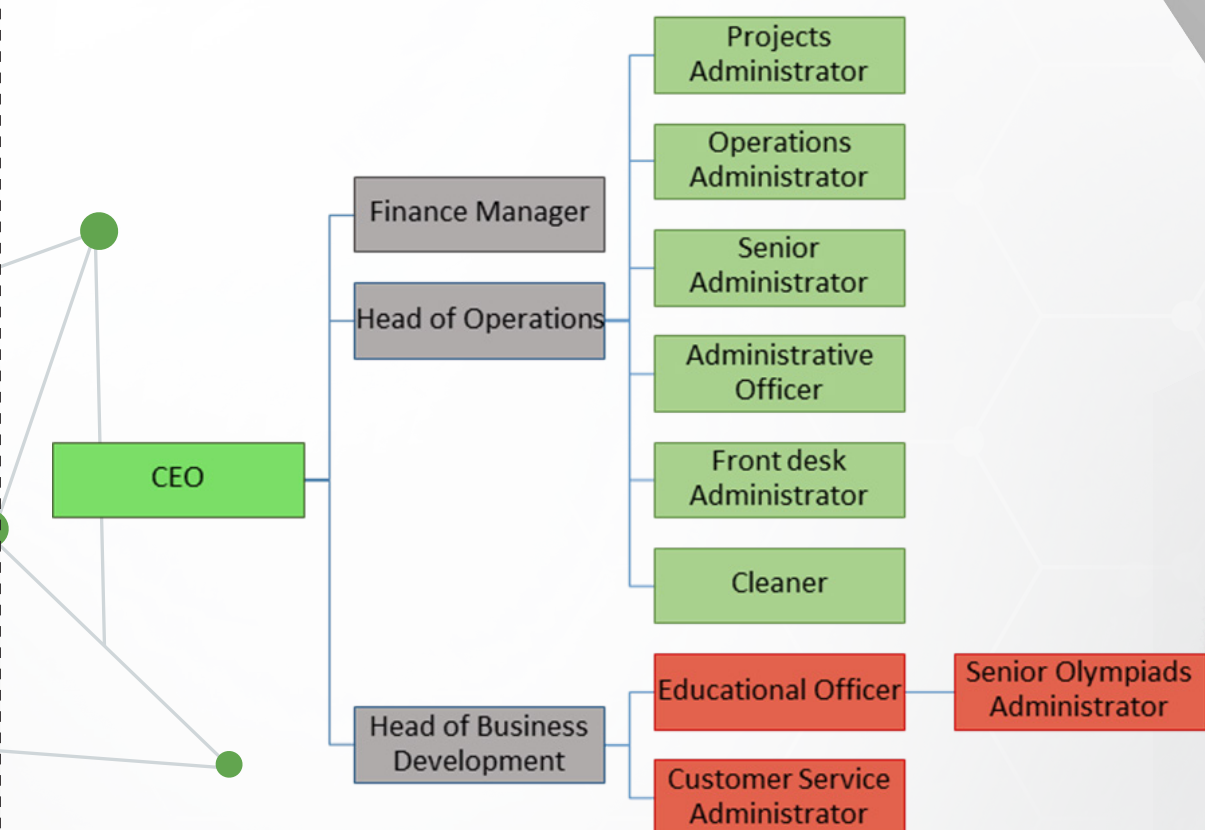 Projects
Administrator
Operations
Administrator
Finance Manager
Senior
Administrator
Head of Operations
Administrative
Officer
CEO
Front desk
Administrator
Cleaner
Educational Officer
Senior Olympiads
Administrator
Head of Business
Development
Customer Service
Administrator